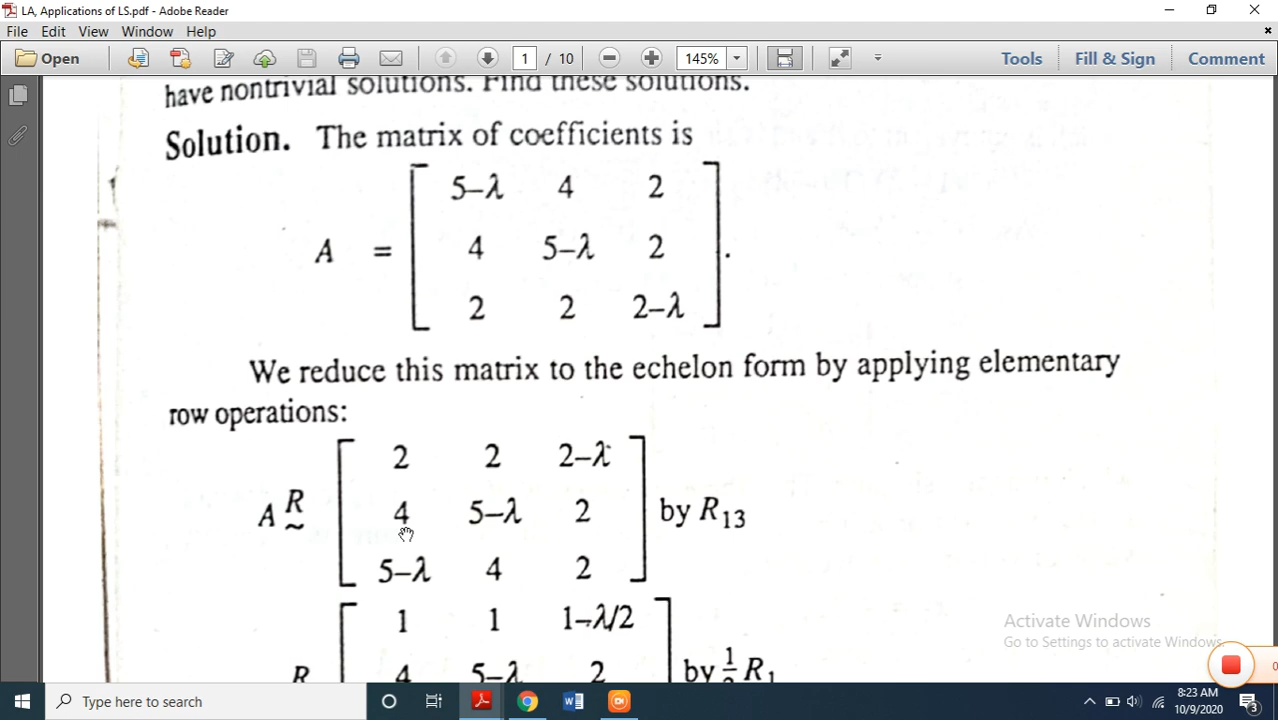 LA, Applications of LS.pdf - Adobe Reader
File Edit View Window Help
Open 1 / 10 145% Tools Fill & Sign Comment
have nontrivial solutions. Find these solutions.
Solution. The matrix of coefficients is
5–λ 4 2
A = 4 5–λ 2 .
2 2 2–λ
We reduce this matrix to the echelon form by applying elementary
row operations:
2 2 2–λ
A R ~ 4 5–λ 2 by R13
5–λ 4 2
1 1 1–λ/2
R 4 5–λ 2 by 1 R1
Activate Windows
Go to Settings to activate Windows.
Type here to search
8:23 AM
10/9/2020
3